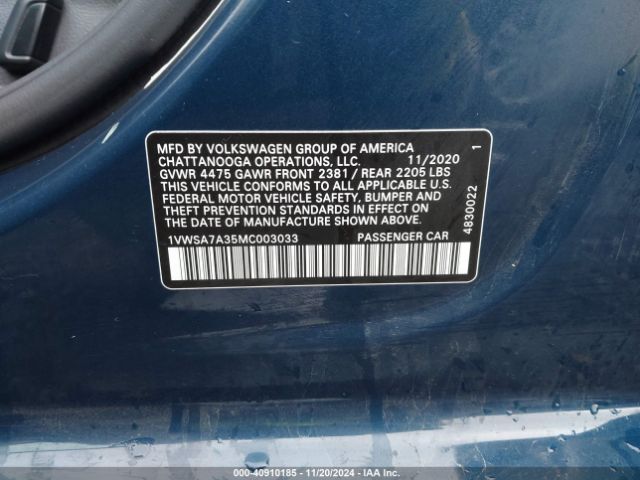 MFD BY VOLKSWAGEN GROUP OF AMERICA
CHATTANOOGA OPERATIONS, LLC. 11/2020 1
GVWR 4475 GAWR FRONT 2381 / REAR 2205 LBS
THIS VEHICLE CONFORMS TO ALL APPLICABLE U.S.
FEDERAL MOTOR VEHICLE SAFETY, BUMPER AND
THEFT PREVENTION STANDARDS IN EFFECT ON THE
DATE OF MANUFACTURE SHOWN ABOVE.
1VWSA7A35MC003033 PASSENGER CAR
4830022
00-40910185 - 11/20/2024 - IAA Inc.